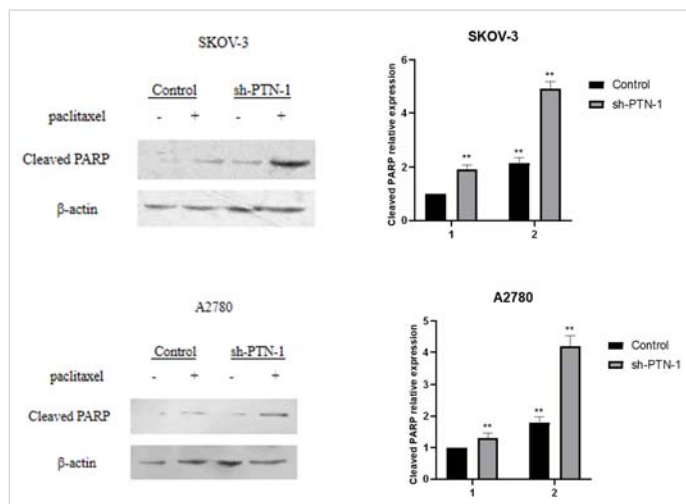 SKOV-3
Control sh-PTN-1
paclitaxel - + - +
Cleaved PARP
β-actin
SKOV-3
Cleaved PARP relative expression
6
4
2
0
** ** **
1 2
Control
sh-PTN-1
A2780
Control sh-PTN-1
paclitaxel - + - +
Cleaved PARP
β-actin
A2780
Cleaved PARP relative expression
5
4
3
2
1
0
** ** **
1 2
Control
sh-PTN-1